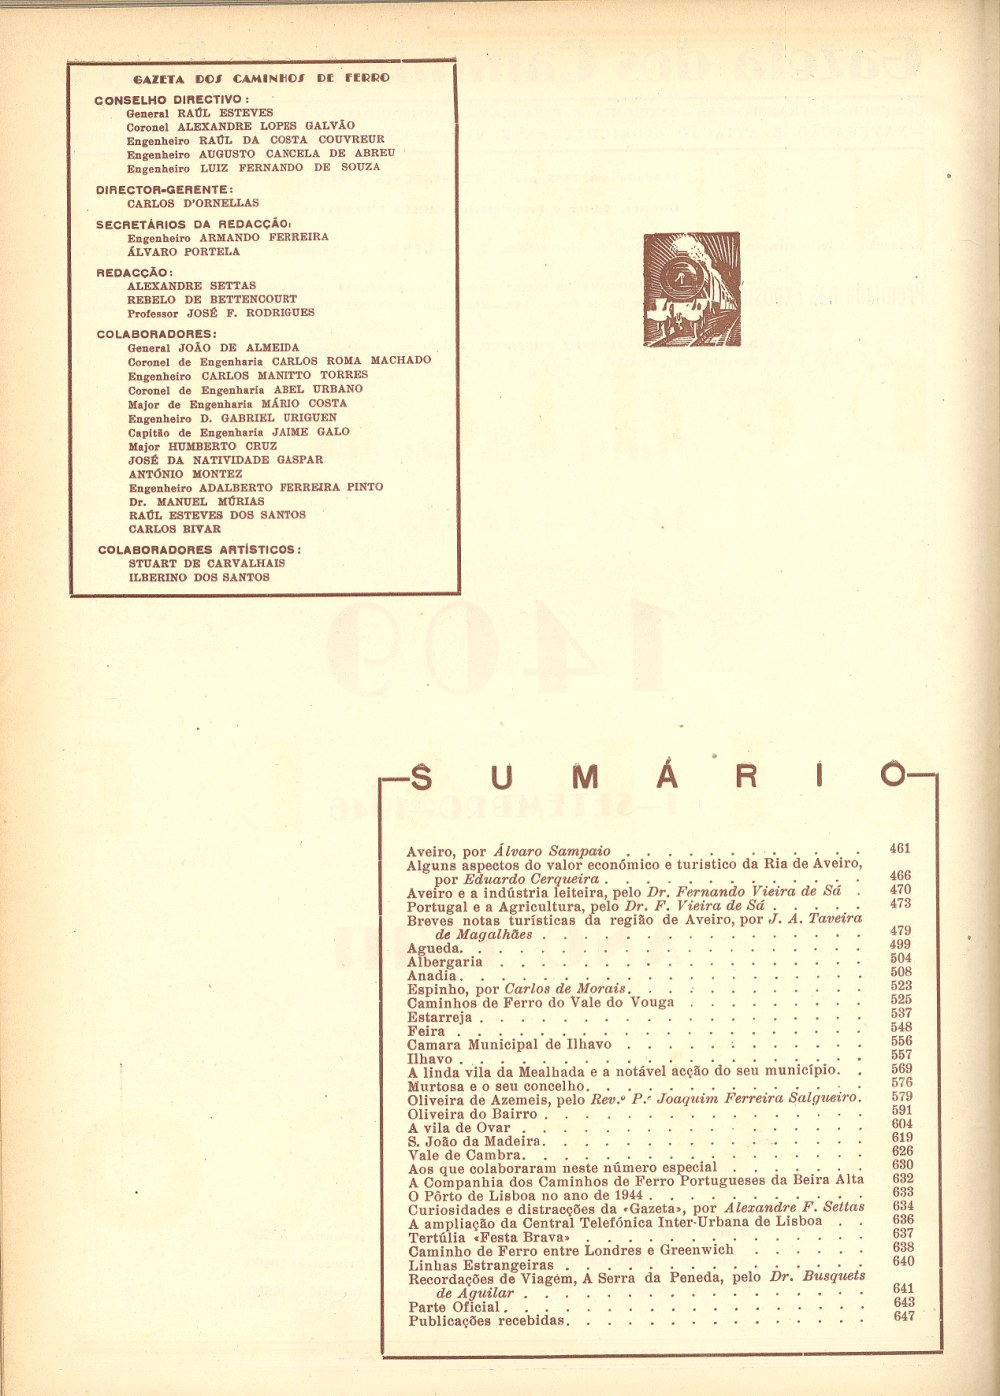 GAZETA DOS CAMINHOS DE FERRO
CONSELHO DIRECTIVO:
General RAÚL ESTEVES
Coronel ALEXANDRE LOPES GALVÃO
Engenheiro RAÚL DA COSTA COUVREUR
Engenheiro AUGUSTO CANCELA DE ABREU
Engenheiro LUIZ FERNANDO DE SOUZA
DIRECTOR-GERENTE:
CARLOS D'ORNELLAS
SECRETÁRIOS DA REDACÇÃO:
Engenheiro ARMANDO FERREIRA
ÁLVARO PORTELA
REDACÇÃO:
ALEXANDRE SETTAS
REBELO DE BETTENCOURT
Professor JOSÉ F. RODRIGUES
COLABORADORES:
General JOÃO DE ALMEIDA
Coronel de Engenharia CARLOS ROMA MACHADO
Engenheiro CARLOS MANITTO TORRES
Coronel de Engenharia ABEL URBANO
Major de Engenharia MÁRIO COSTA
Engenheiro D. GABRIEL URIGUEN
Capitão de Engenharia JAIME GALO
Major HUMBERTO CRUZ
JOSÉ DA NATIVIDADE GASPAR
ANTÓNIO MONTEZ
Engenheiro ADALBERTO FERREIRA PINTO
Dr. MANUEL MÚRIAS
RAÚL ESTEVES DOS SANTOS
CARLOS BIVAR
COLABORADORES ARTÍSTICOS:
STUART DE CARVALHAIS
ILBERINO DOS SANTOS
SUMÁRIO
Aveiro, por Álvaro Sampaio . . . . . . . . . . . . 461
Alguns aspectos do valor económico e turistico da Ria de Aveiro,
por Eduardo Cerqueira . . . . . . . . . . . . . 466
Aveiro e a indústria leiteira, pelo Dr. Fernando Vieira de Sá . 470
Portugal e a Agricultura, pelo Dr. F. Vieira de Sá . . . . . 473
Breves notas turísticas da região de Aveiro, por J. A. Taveira
de Magalhães . . . . . . . . . . . . . . . . 479
Agueda. . . . . . . . . . . . . . . . . . . . 499
Albergaria . . . . . . . . . . . . . . . . . . 504
Anadia. . . . . . . . . . . . . . . . . . . . 508
Espinho, por Carlos de Morais. . . . . . . . . . . . 523
Caminhos de Ferro do Vale do Vouga . . . . . . . . . 525
Estarreja . . . . . . . . . . . . . . . . . . . 537
Feira . . . . . . . . . . . . . . . . . . . . 548
Camara Municipal de Ilhavo . . . . . . . . . . . . 556
Ilhavo . . . . . . . . . . . . . . . . . . . . 557
A linda vila da Mealhada e a notável acção do seu município. . 569
Murtosa e o seu concelho. . . . . . . . . . . . . . 576
Oliveira de Azemeis, pelo Rev.º P.e Joaquim Ferreira Salgueiro. 579
Oliveira do Bairro . . . . . . . . . . . . . . . . 591
A vila de Ovar . . . . . . . . . . . . . . . . . 604
S. João da Madeira. . . . . . . . . . . . . . . . 619
Vale de Cambra. . . . . . . . . . . . . . . . . 626
Aos que colaboraram neste número especial . . . . . . . 630
A Companhia dos Caminhos de Ferro Portugueses da Beira Alta 632
O Pôrto de Lisboa no ano de 1944 . . . . . . . . . . . 633
Curiosidades e distracções da «Gazeta», por Alexandre F. Settas 634
A ampliação da Central Telefónica Inter-Urbana de Lisboa . . 636
Tertúlia «Festa Brava» . . . . . . . . . . . . . . 637
Caminho de Ferro entre Londres e Greenwich . . . . . . 638
Linhas Estrangeiras . . . . . . . . . . . . . . . 640
Recordações de Viagem, A Serra da Peneda, pelo Dr. Busquets
de Aguilar . . . . . . . . . . . . . . . . . 641
Parte Oficial . . . . . . . . . . . . . . . . . . 643
Publicações recebidas. . . . . . . . . . . . . . . 647